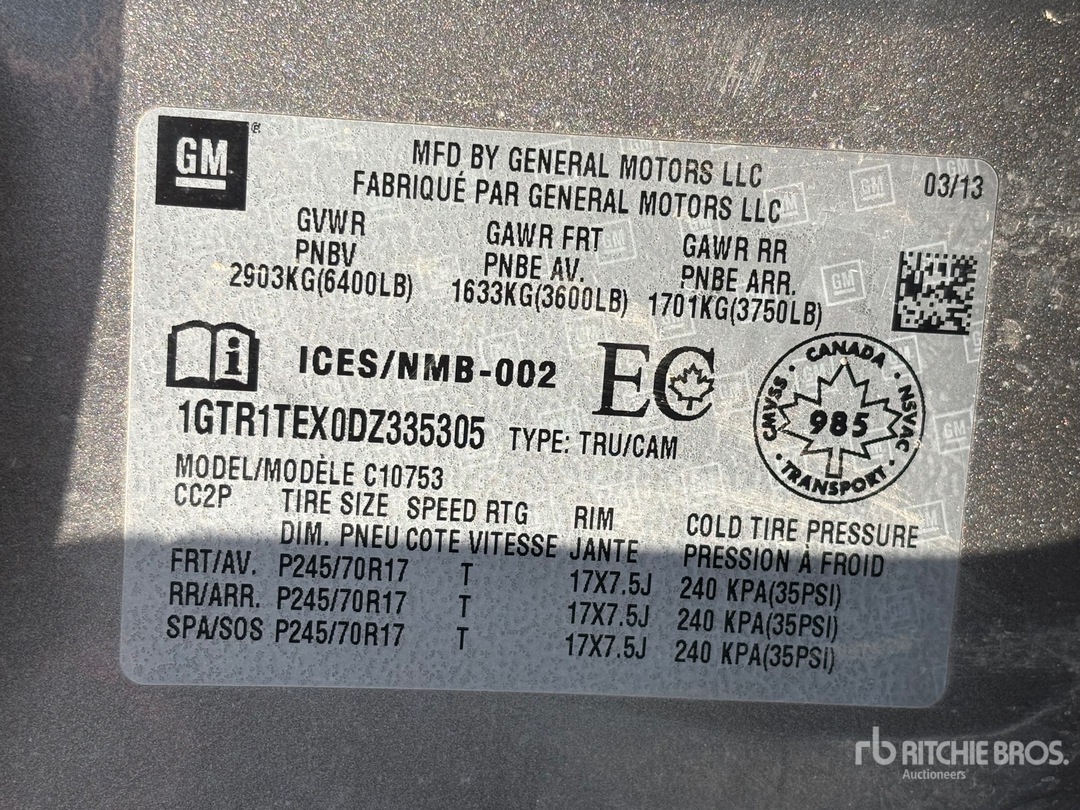 GM
MFD BY GENERAL MOTORS LLC
FABRIQUÉ PAR GENERAL MOTORS LLC
03/13
GVWR GAWR FRT GAWR RR
PNBV PNBE AV. PNBE ARR.
2903KG(6400LB) 1633KG(3600LB) 1701KG(3750LB)
ICES/NMB-002 EC
CANADA
CMVSS 985 NSVAC
TRANSPORT
1GTR1TEX0DZ335305 TYPE: TRU/CAM
MODEL/MODÈLE C10753
CC2P TIRE SIZE SPEED RTG RIM COLD TIRE PRESSURE
DIM. PNEU COTE VITESSE JANTE PRESSION À FROID
FRT/AV. P245/70R17 T 17X7.5J 240 KPA(35PSI)
RR/ARR. P245/70R17 T 17X7.5J 240 KPA(35PSI)
SPA/SOS P245/70R17 T 17X7.5J 240 KPA(35PSI)
rb RITCHIE BROS.
Auctioneers